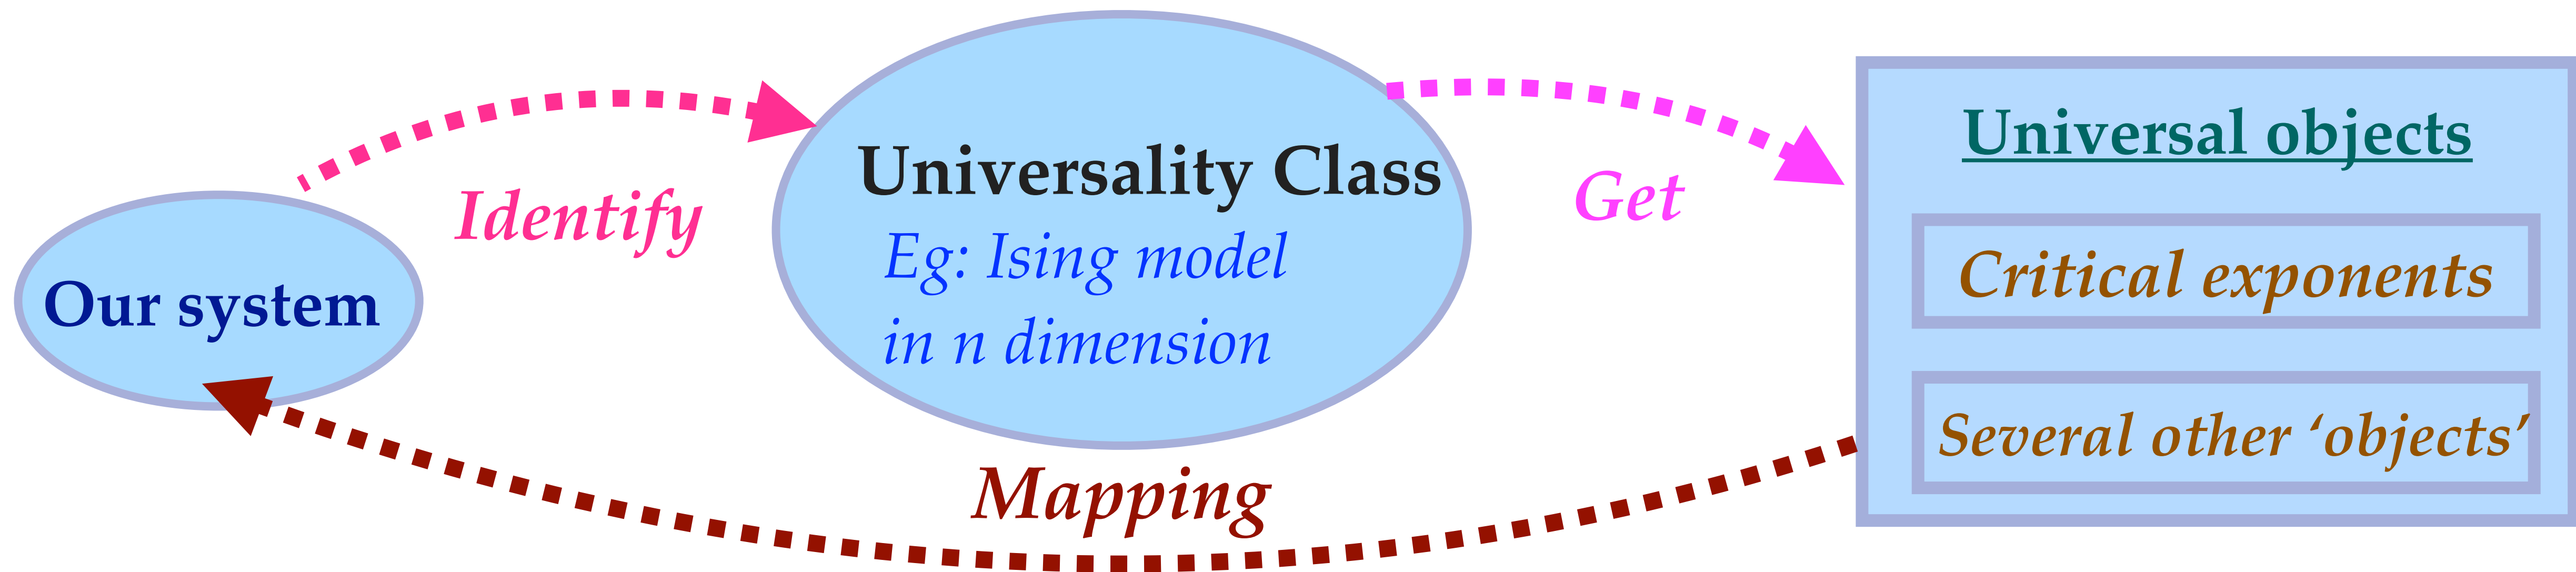 Our system
Identify
Universality Class
Eg: Ising model
in n dimension
Get
Universal objects
Critical exponents
Several other ‘objects’
Mapping